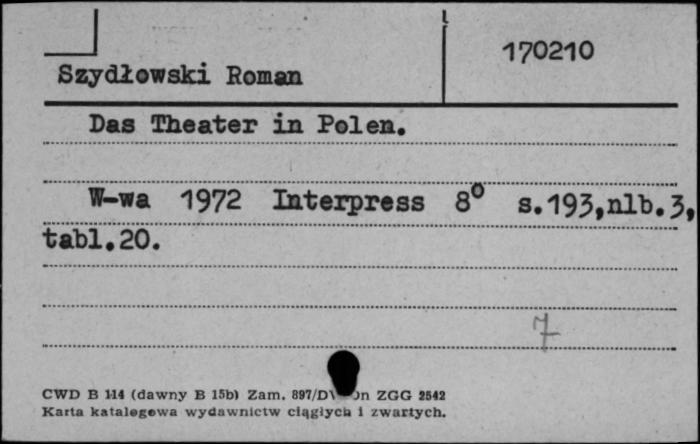 170210
Szydłowski Roman
Das Theater in Polen.
W-wa 1972 Interpress 8° s.193,nlb.3,
tabl.20.
7
CWD B 114 (dawny B 15b) Zam. 897/D ZGG 2542
Karta katalogowa wydawnictw ciągłych i zwartych.